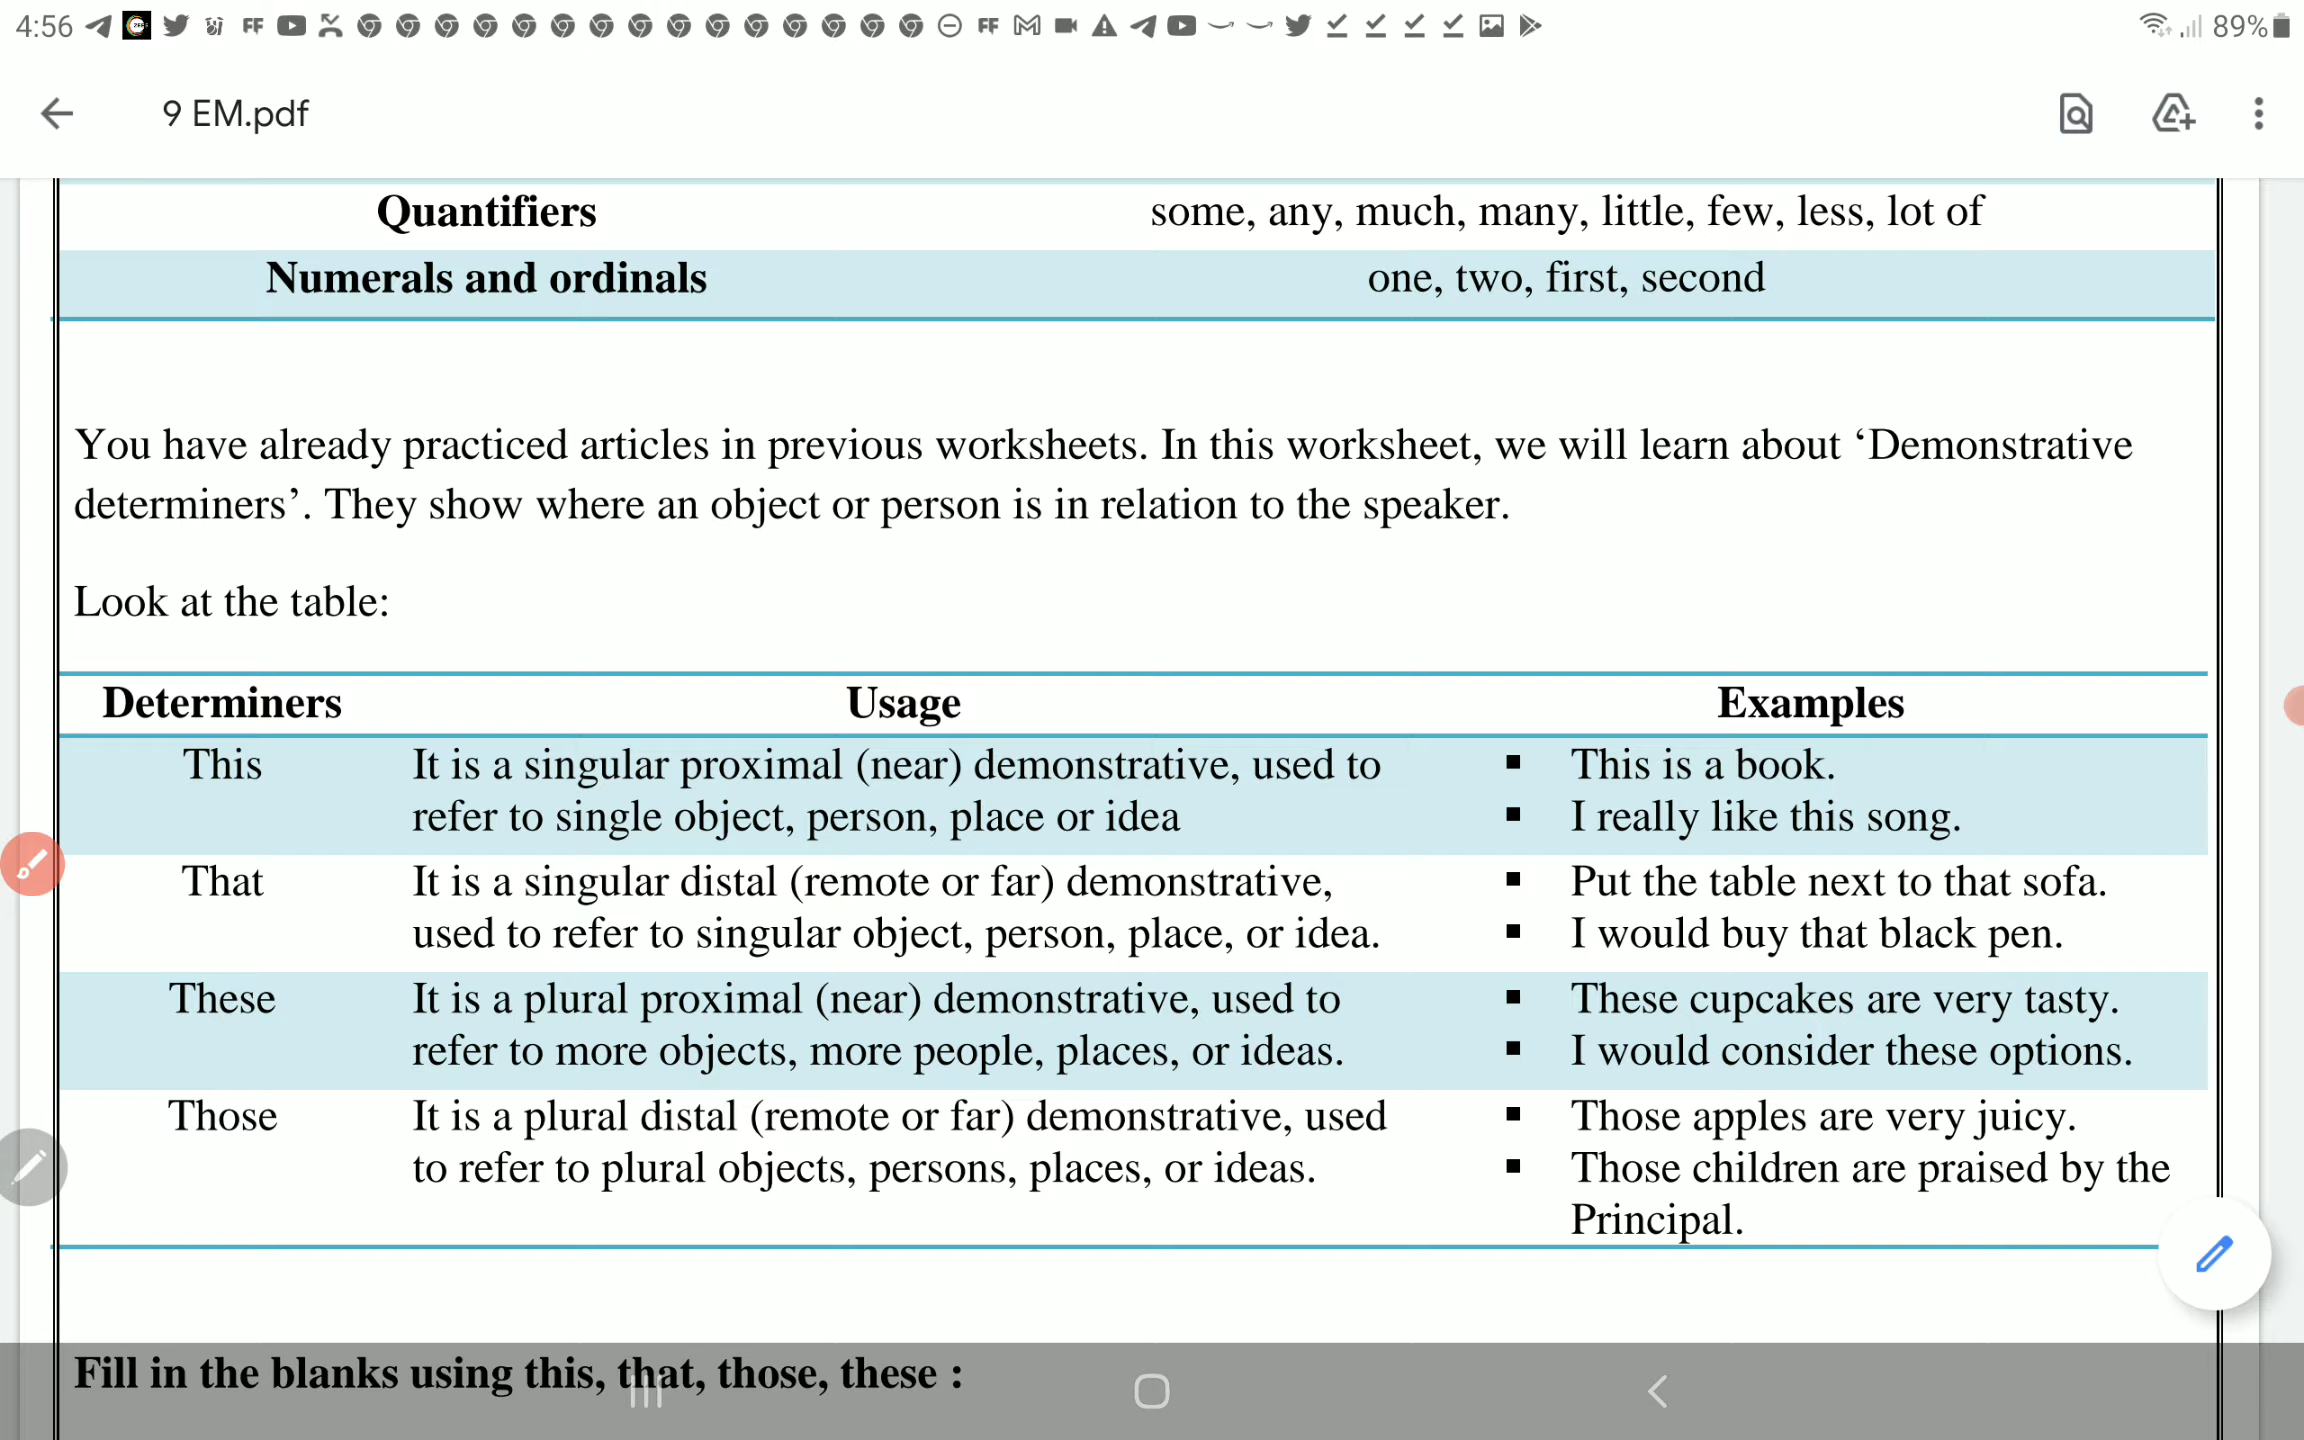 4:56
FF
FF
89%
9 EM.pdf
Quantifiers some, any, much, many, little, few, less, lot of
Numerals and ordinals one, two, first, second
You have already practiced articles in previous worksheets. In this worksheet, we will learn about ‘Demonstrative
determiners’. They show where an object or person is in relation to the speaker.
Look at the table:
Determiners Usage Examples
This It is a singular proximal (near) demonstrative, used to ▪ This is a book.
refer to single object, person, place or idea ▪ I really like this song.
That It is a singular distal (remote or far) demonstrative, ▪ Put the table next to that sofa.
used to refer to singular object, person, place, or idea. ▪ I would buy that black pen.
These It is a plural proximal (near) demonstrative, used to ▪ These cupcakes are very tasty.
refer to more objects, more people, places, or ideas. ▪ I would consider these options.
Those It is a plural distal (remote or far) demonstrative, used ▪ Those apples are very juicy.
to refer to plural objects, persons, places, or ideas. ▪ Those children are praised by the
Principal.
Fill in the blanks using this, that, those, these :